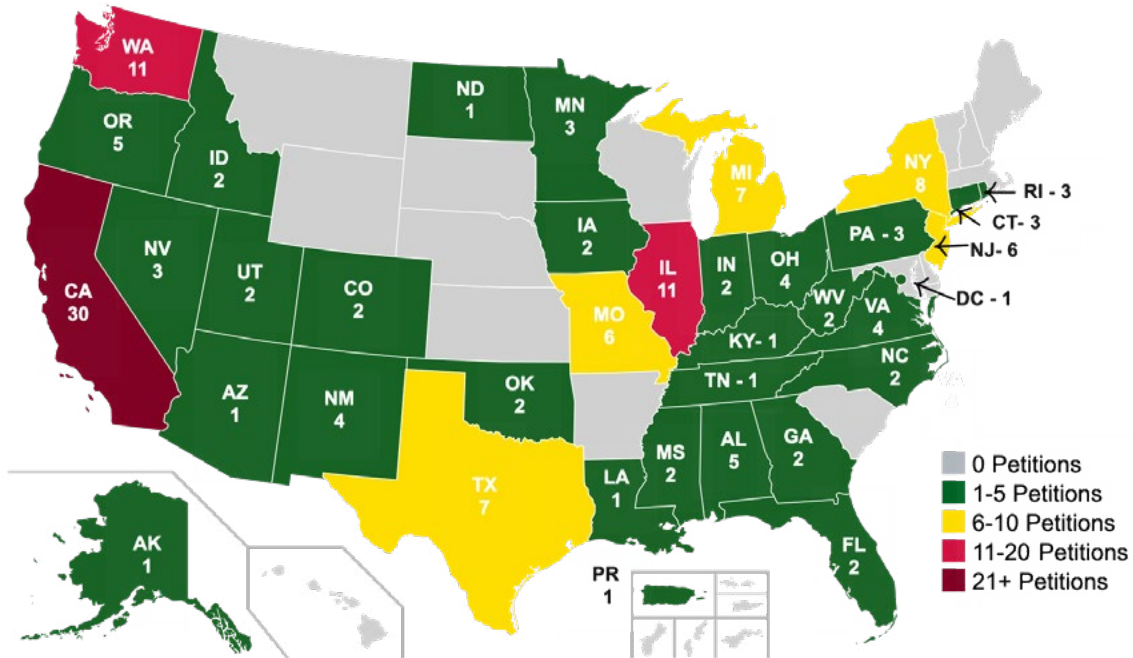 WA
11
OR
5
ID
2
ND
1
MN
3
NV
3
UT
2
CO
2
CA
30
AZ
1
NM
4
IA
2
MO
6
IL
11
MI
7
IN
2
OH
4
NY
8
RI - 3
CT- 3
PA - 3
NJ- 6
DC - 1
WV
2
VA
4
KY- 1
TN - 1
NC
2
OK
2
TX
7
LA
1
MS
2
AL
5
GA
2
FL
2
AK
1
PR
1
0 Petitions
1-5 Petitions
6-10 Petitions
11-20 Petitions
21+ Petitions